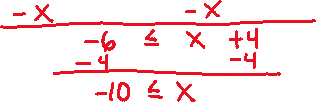 -x -x
-6 ≤ x +4
-4 -4
-10 ≤ x